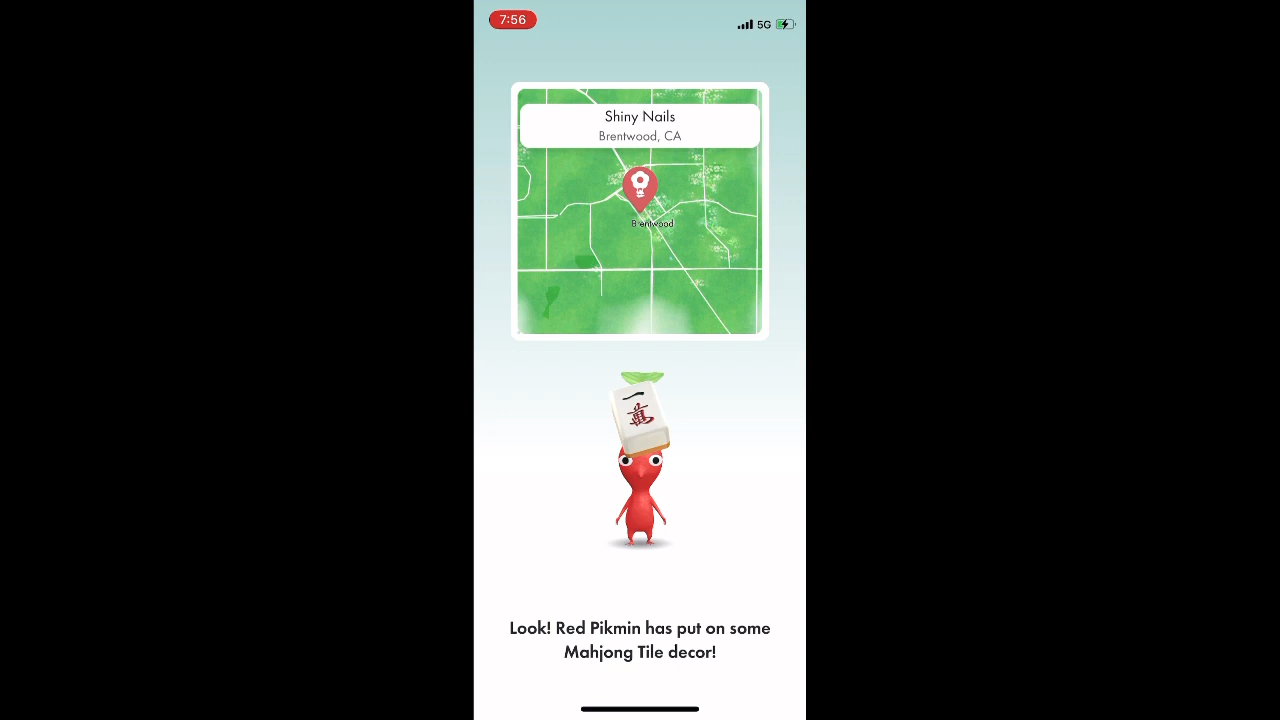 7:56
5G
Shiny Nails
Brentwood, CA
Brentwood
一
萬
Look! Red Pikmin has put on some
Mahjong Tile decor!